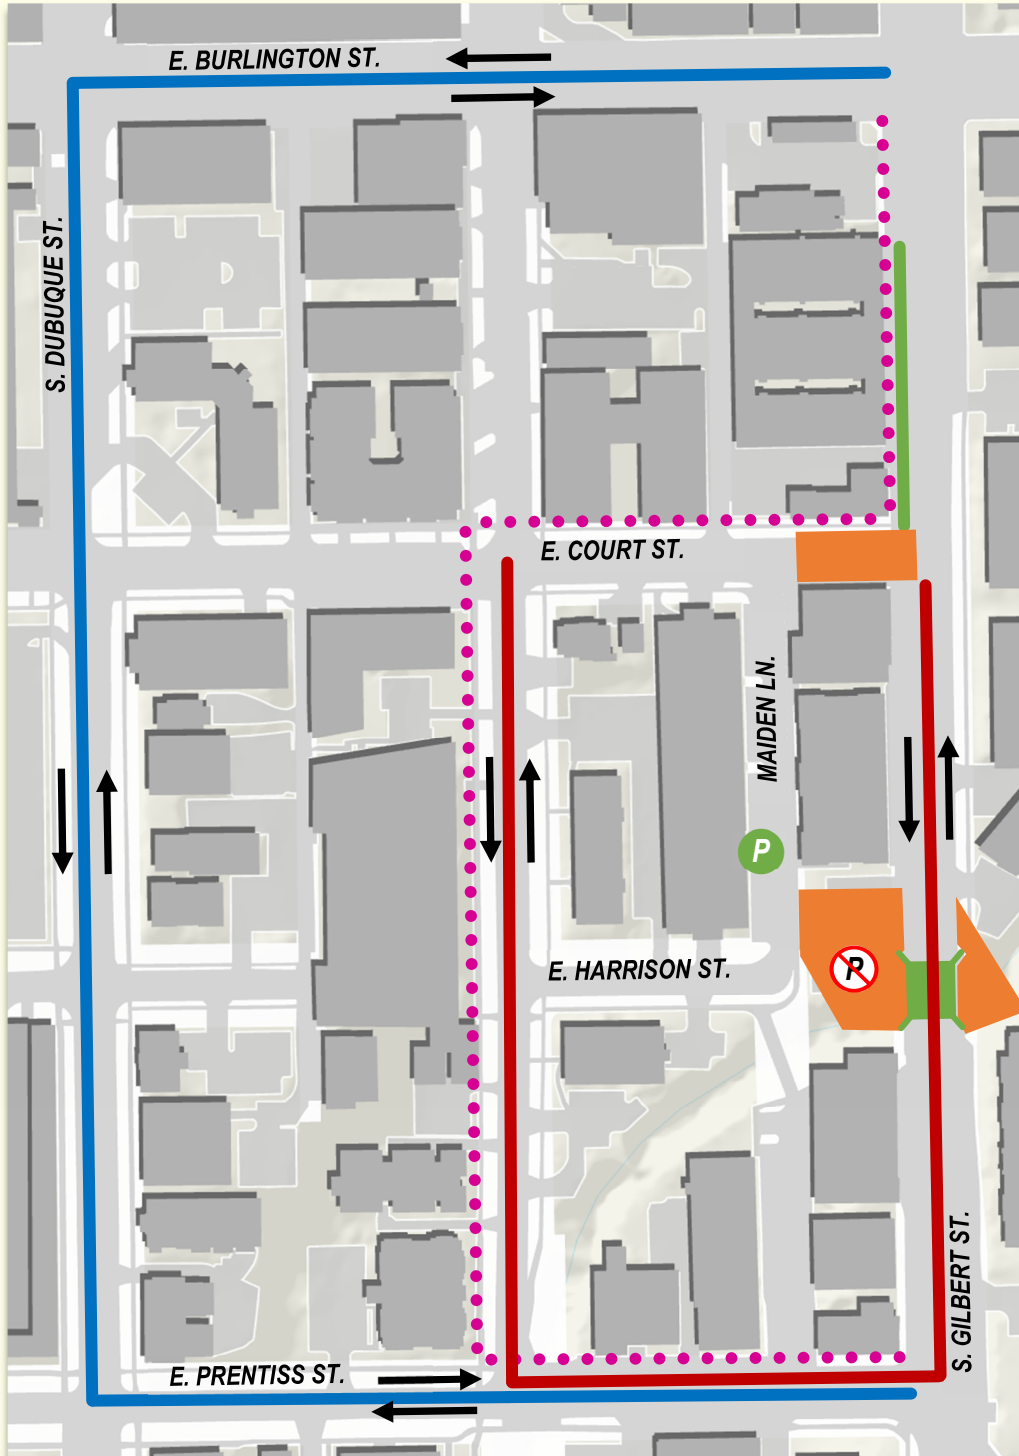 E. BURLINGTON ST.
S. DUBUQUE ST.
E. COURT ST.
MAIDEN LN.
P
E. HARRISON ST.
P
S. GILBERT ST.
E. PRENTISS ST.